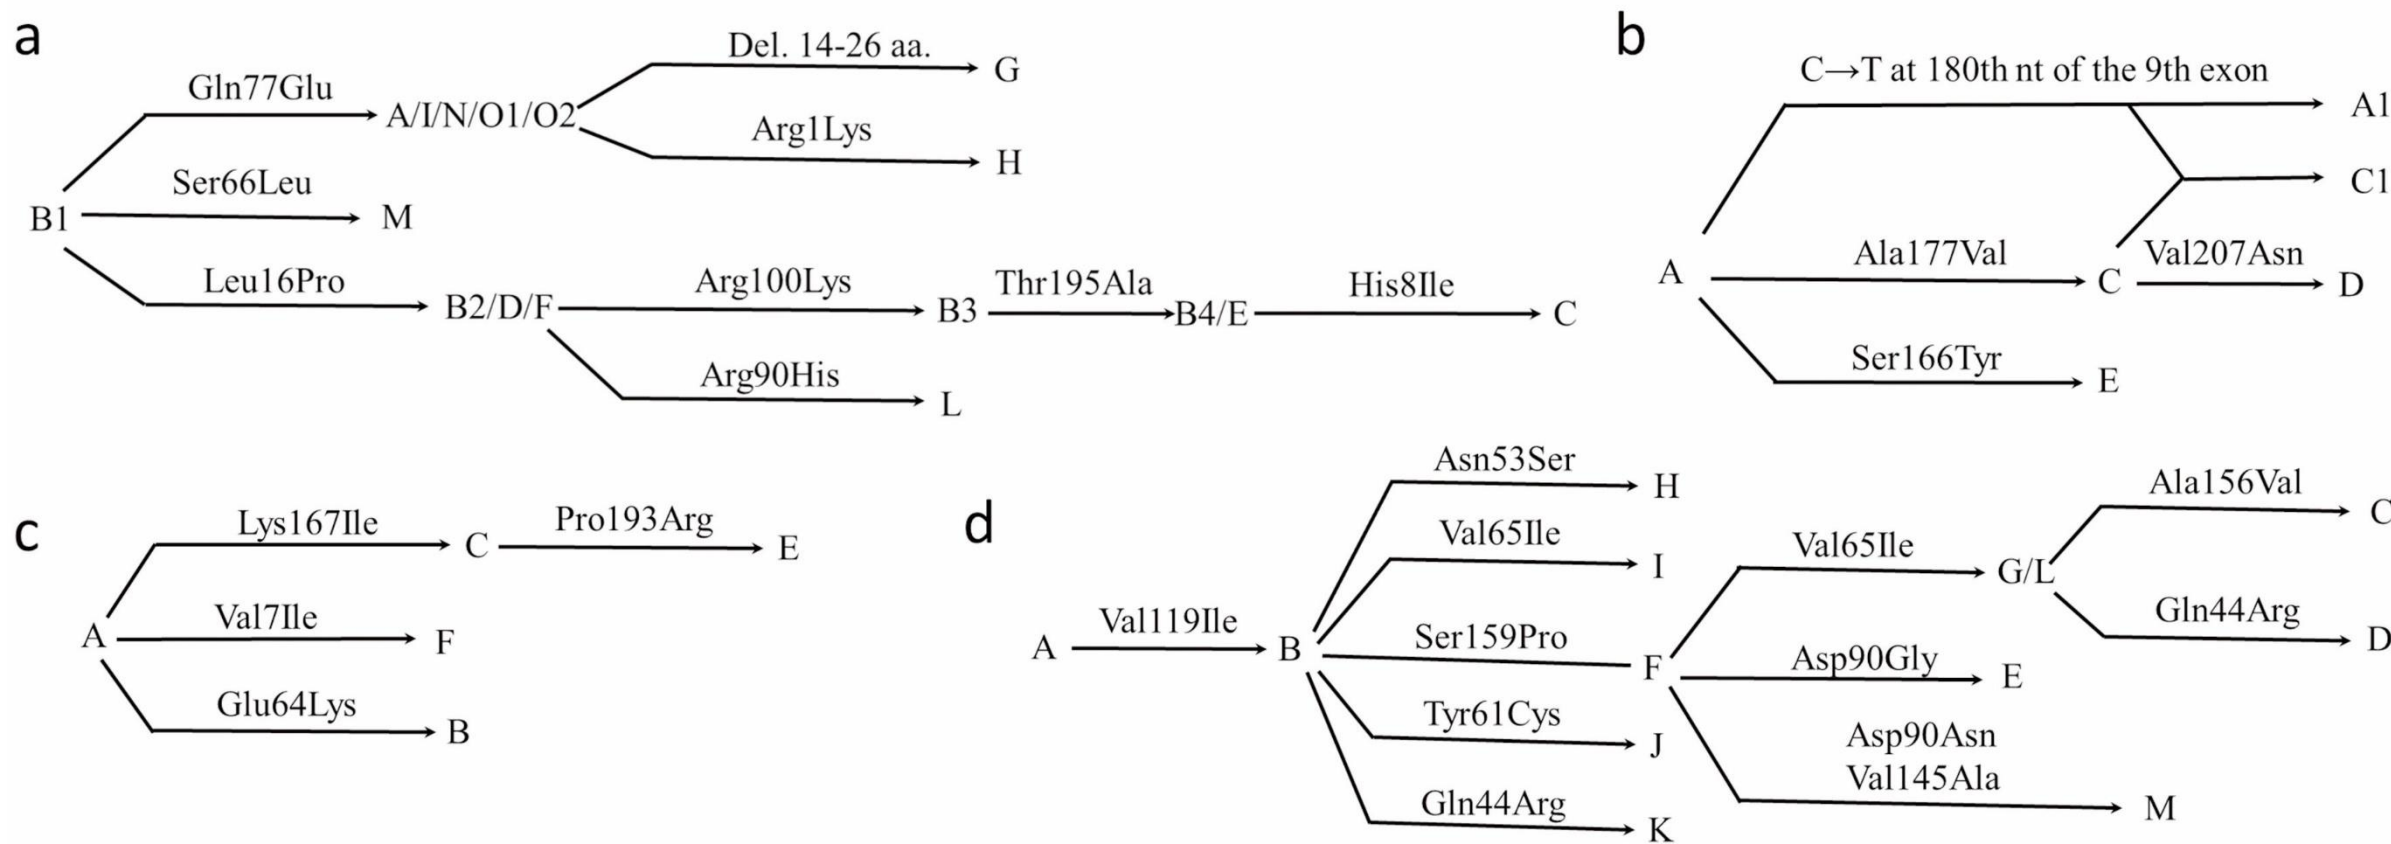 a
Del. 14-26 aa.
G
Gln77Glu
A/I/N/O1/O2
Arg1Lys
H
Ser66Leu
B1
M
Leu16Pro
B2/D/F
Arg100Lys
B3
Thr195Ala
B4/E
His8Ile
C
Arg90His
L
b
C→T at 180th nt of the 9th exon
A1
C1
A
Ala177Val
C
Val207Asn
D
Ser166Tyr
E
c
Lys167Ile
C
Pro193Arg
E
A
Val7Ile
F
Glu64Lys
B
d
Asn53Ser
H
Val65Ile
I
A
Val119Ile
B
Ser159Pro
F
Tyr61Cys
J
Gln44Arg
K
Val65Ile
G/L
Ala156Val
C
Gln44Arg
D
Asp90Gly
E
Asp90Asn
Val145Ala
M